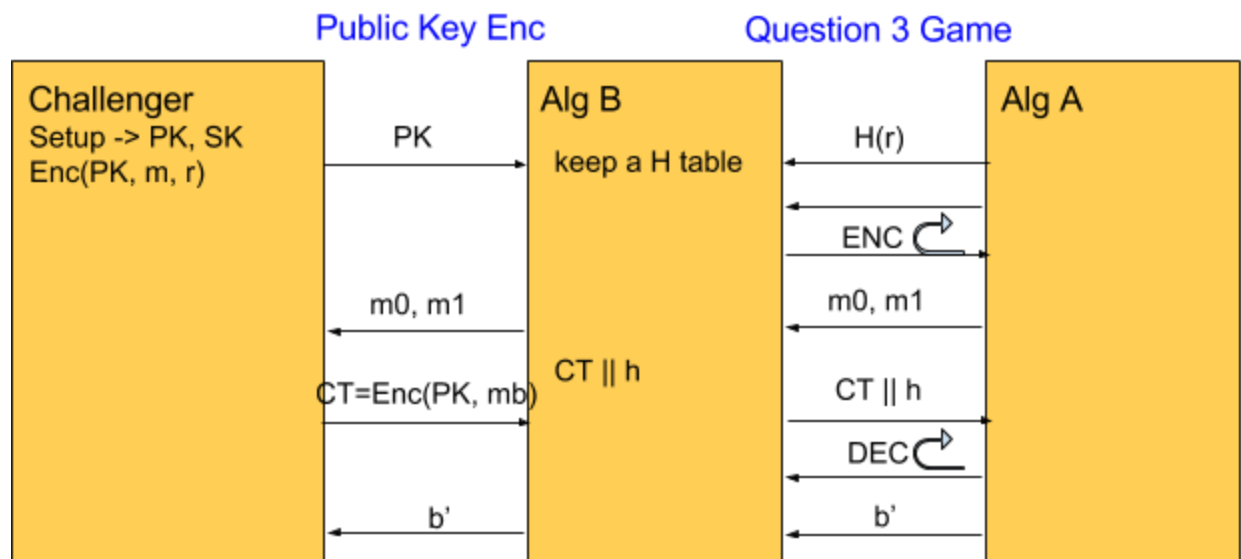 Public Key Enc
Question 3 Game
Challenger
Setup -> PK, SK
Enc(PK, m, r)
PK
Alg B
keep a H table
H(r)
Alg A
ENC
m0, m1
m0, m1
CT=Enc(PK, mb)
CT || h
CT || h
DEC
b'
b'